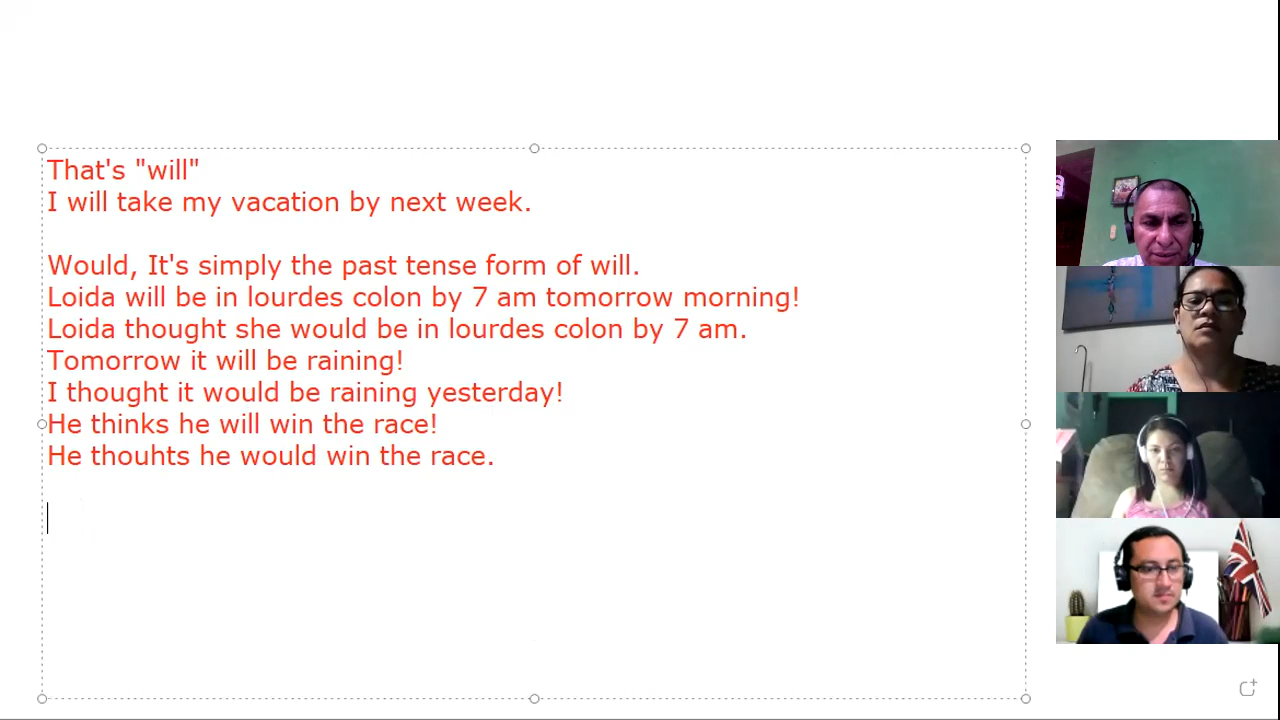 That's "will"
I will take my vacation by next week.
Would, It's simply the past tense form of will.
Loida will be in lourdes colon by 7 am tomorrow morning!
Loida thought she would be in lourdes colon by 7 am.
Tomorrow it will be raining!
I thought it would be raining yesterday!
He thinks he will win the race!
He thouhts he would win the race.